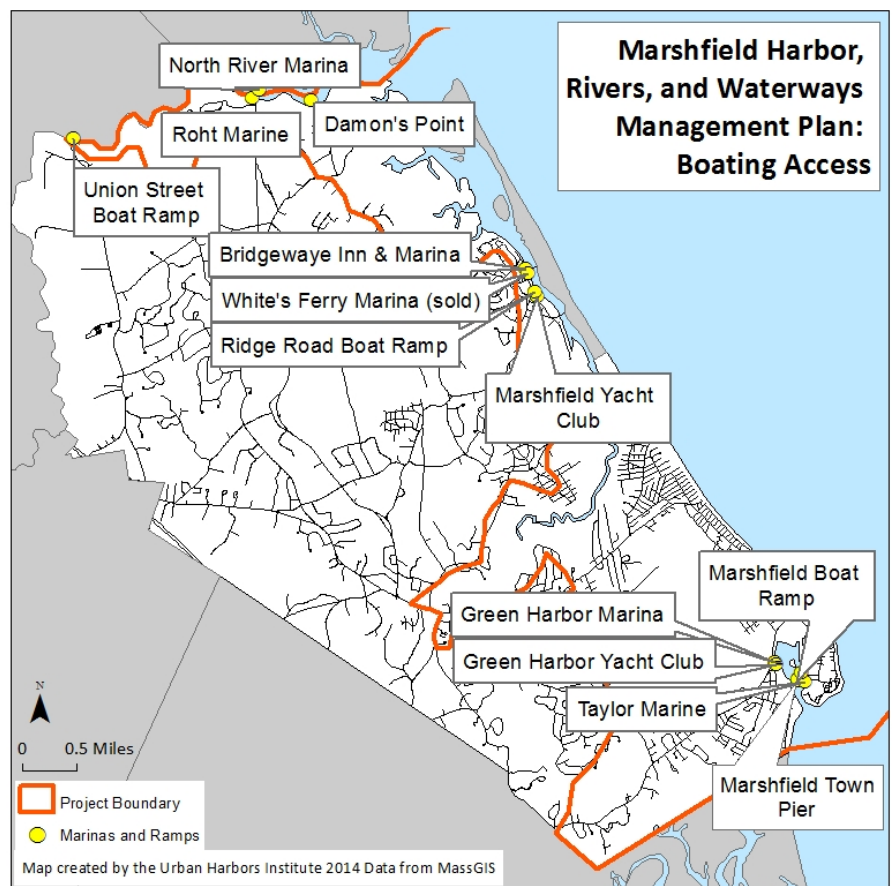 Marshfield Harbor,
Rivers, and Waterways
Management Plan:
Boating Access
North River Marina
Roht Marine
Damon's Point
Union Street
Boat Ramp
Bridgewaye Inn & Marina
White's Ferry Marina (sold)
Ridge Road Boat Ramp
Marshfield Yacht
Club
Marshfield Boat
Ramp
Green Harbor Marina
Green Harbor Yacht Club
Taylor Marine
Marshfield Town
Pier
N
0 0.5 Miles
Project Boundary
Marinas and Ramps
Map created by the Urban Harbors Institute 2014 Data from MassGIS